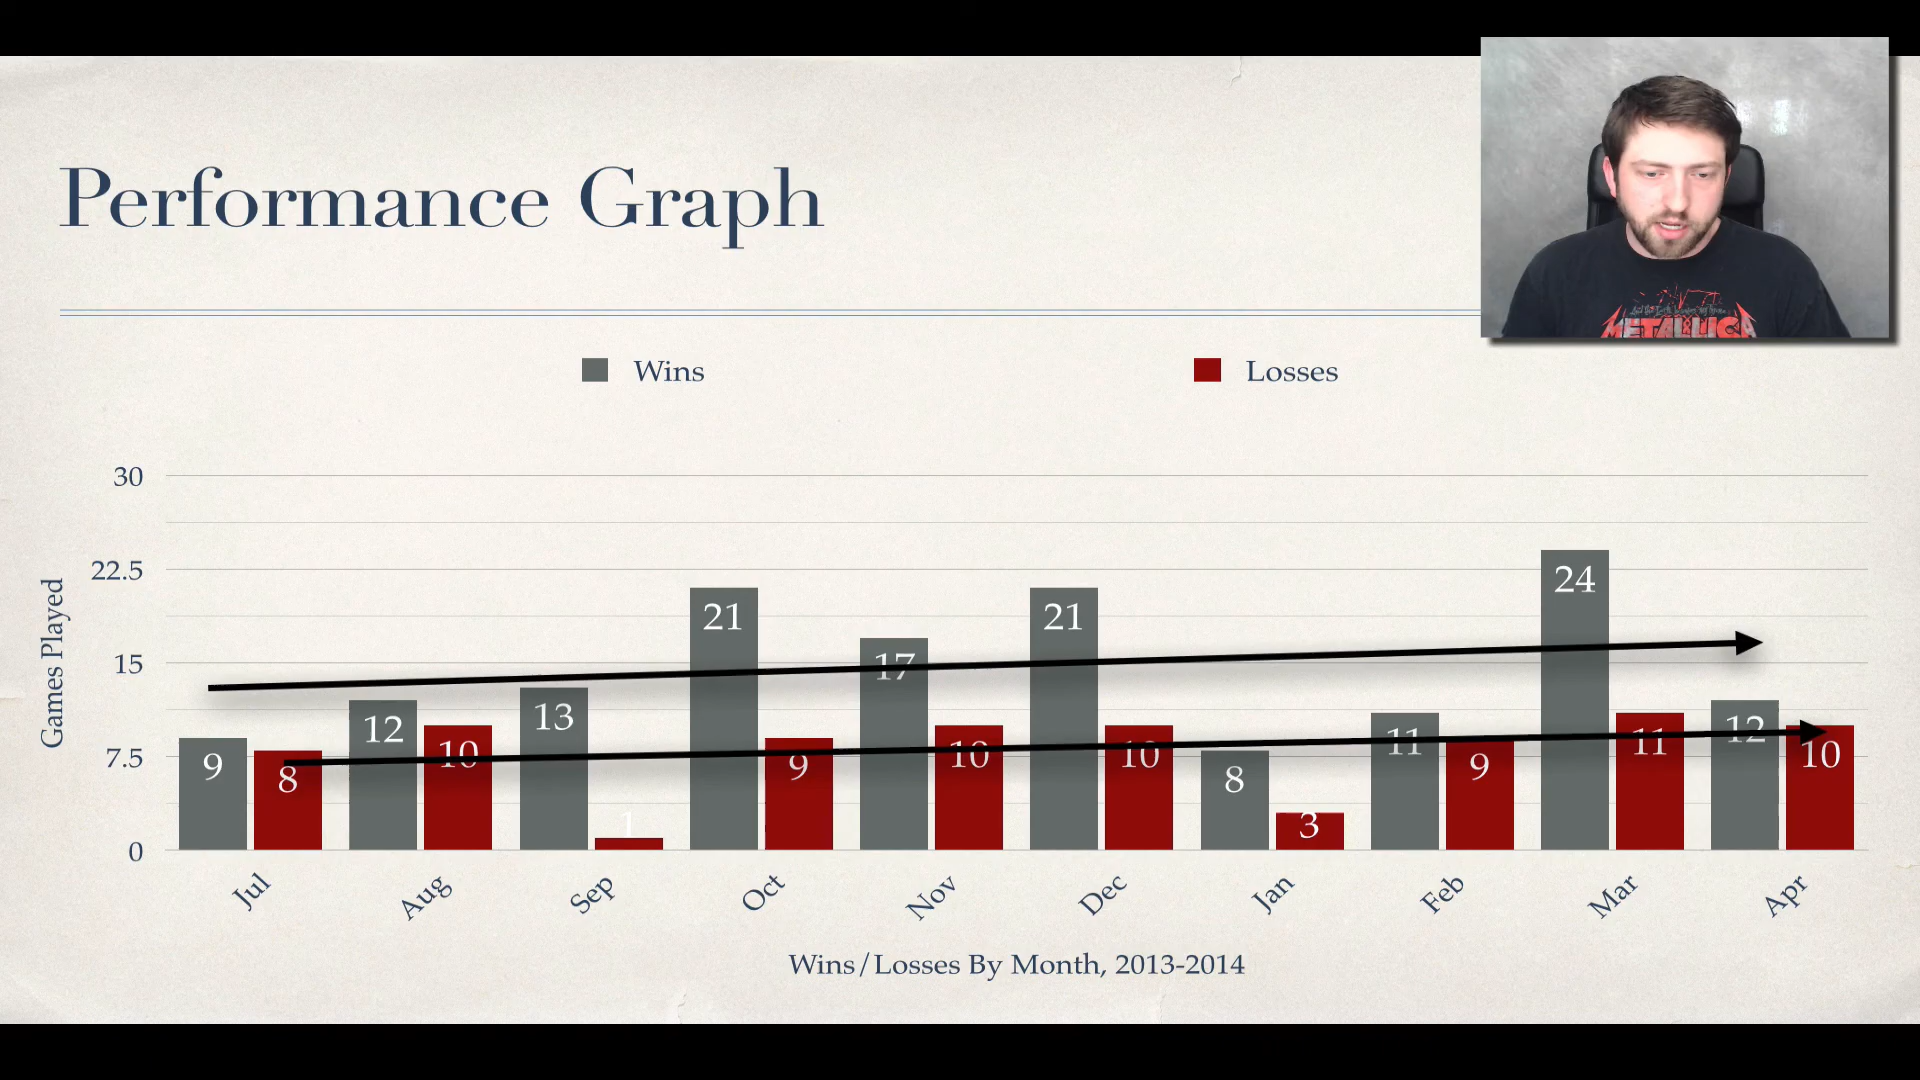 Performance Graph
METALLICA
Wins
Losses
30
22.5
15
7.5
0
Games Played
24
21
21
17
13
12
12
11
11
10
10
10
10
9
9
9
8
8
3
1
Jul
Aug
Sep
Oct
Nov
Dec
Jan
Feb
Mar
Apr
Wins/Losses By Month, 2013-2014